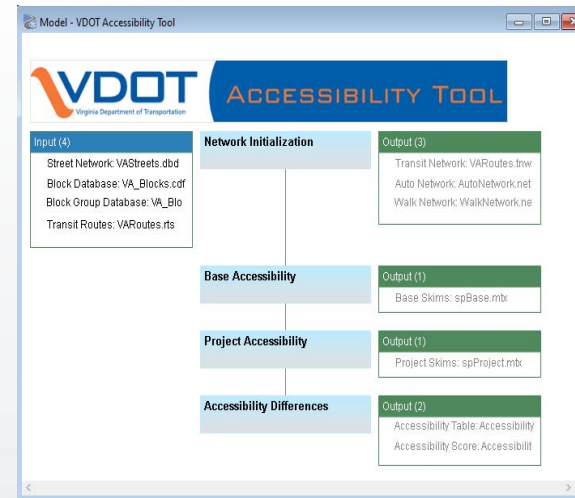 Model - VDOT Accessibility Tool
VDOT
Virginia Department of Transportation
ACCESSIBILITY TOOL
Input (4)
Street Network: VAStreets.dbd
Block Database: VA_Blocks.cdf
Block Group Database: VA_Blo
Transit Routes: VARoutes.rts
Network Initialization
Output (3)
Transit Network: VARoutes.tnw
Auto Network: AutoNetwork.net
Walk Network: WalkNetwork.ne
Base Accessibility
Output (1)
Base Skims: spBase.mtx
Project Accessibility
Output (1)
Project Skims: spProject.mtx
Accessibility Differences
Output (2)
Accessibility Table: Accessibility
Accessibility Score: Accessibilit